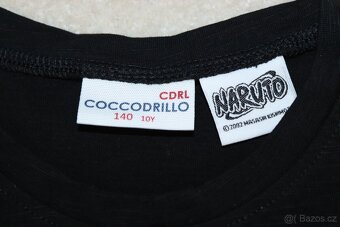 CDRL
COCCODRILLO
140 10Y
NARUTO
© 2002 MASASHI KISHIMOTO
Bazos.cz